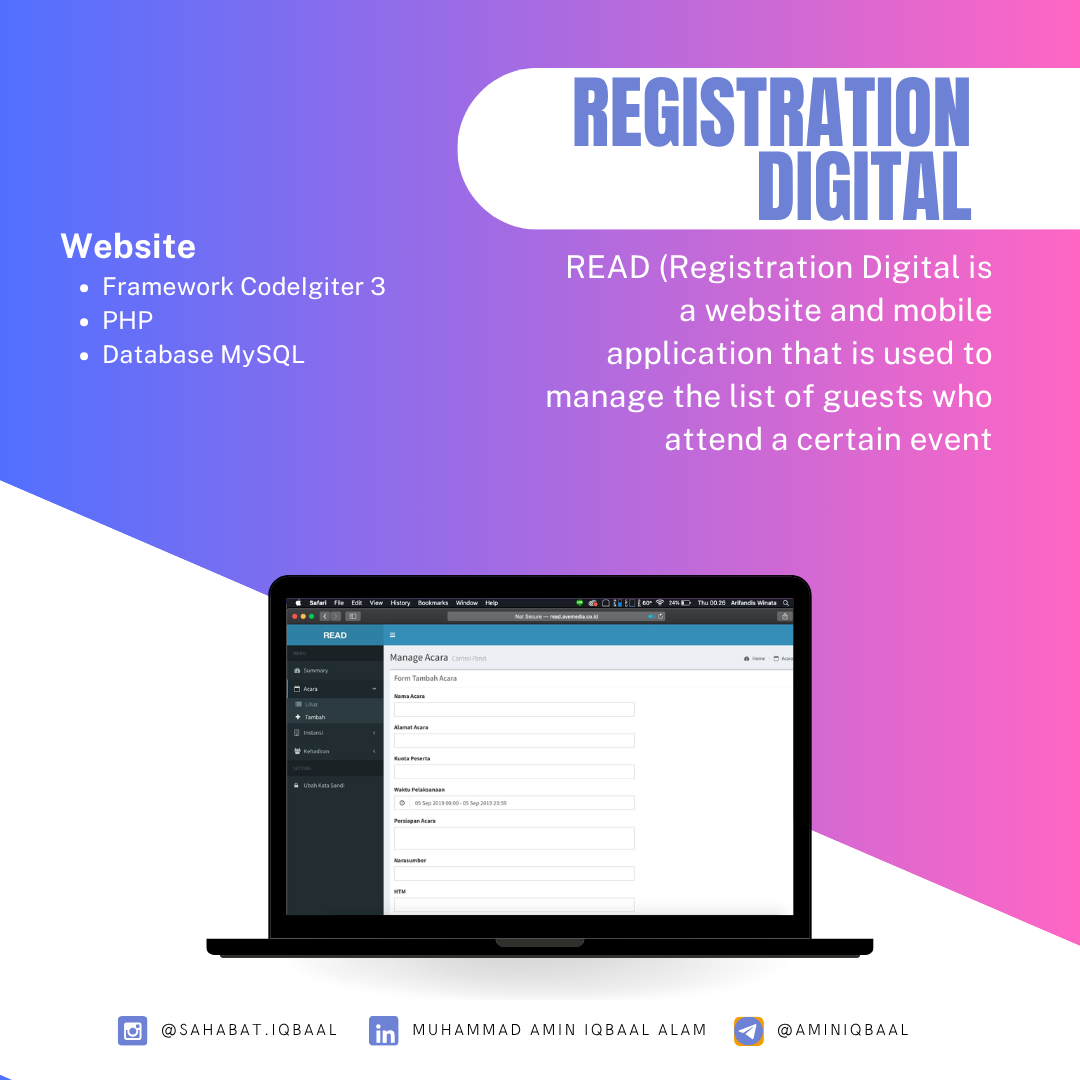 REGISTRATION
DIGITAL
Website
Framework CodeIgiter 3
PHP
Database MySQL
READ (Registration Digital is
a website and mobile
application that is used to
manage the list of guests who
attend a certain event
Safari File Edit View History Bookmarks Window Help 60° 24% Thu 00.26 Arifandis Winata
Not Secure — read.avemedia.co.id
READ
MENU
Summary
Acara
Lihat
Tambah
Instansi
Kehadiran
SETTING
Ubah Kata Sandi
Manage Acara Control Panel
Home Acara
Form Tambah Acara
Nama Acara
Alamat Acara
Kuota Peserta
Waktu Pelaksanaan
05 Sep 2019 00:00 - 05 Sep 2019 23:59
Persiapan Acara
Narasumber
HTM
@SAHABAT.IQBAAL
MUHAMMAD AMIN IQBAAL ALAM
@AMINIQBAAL